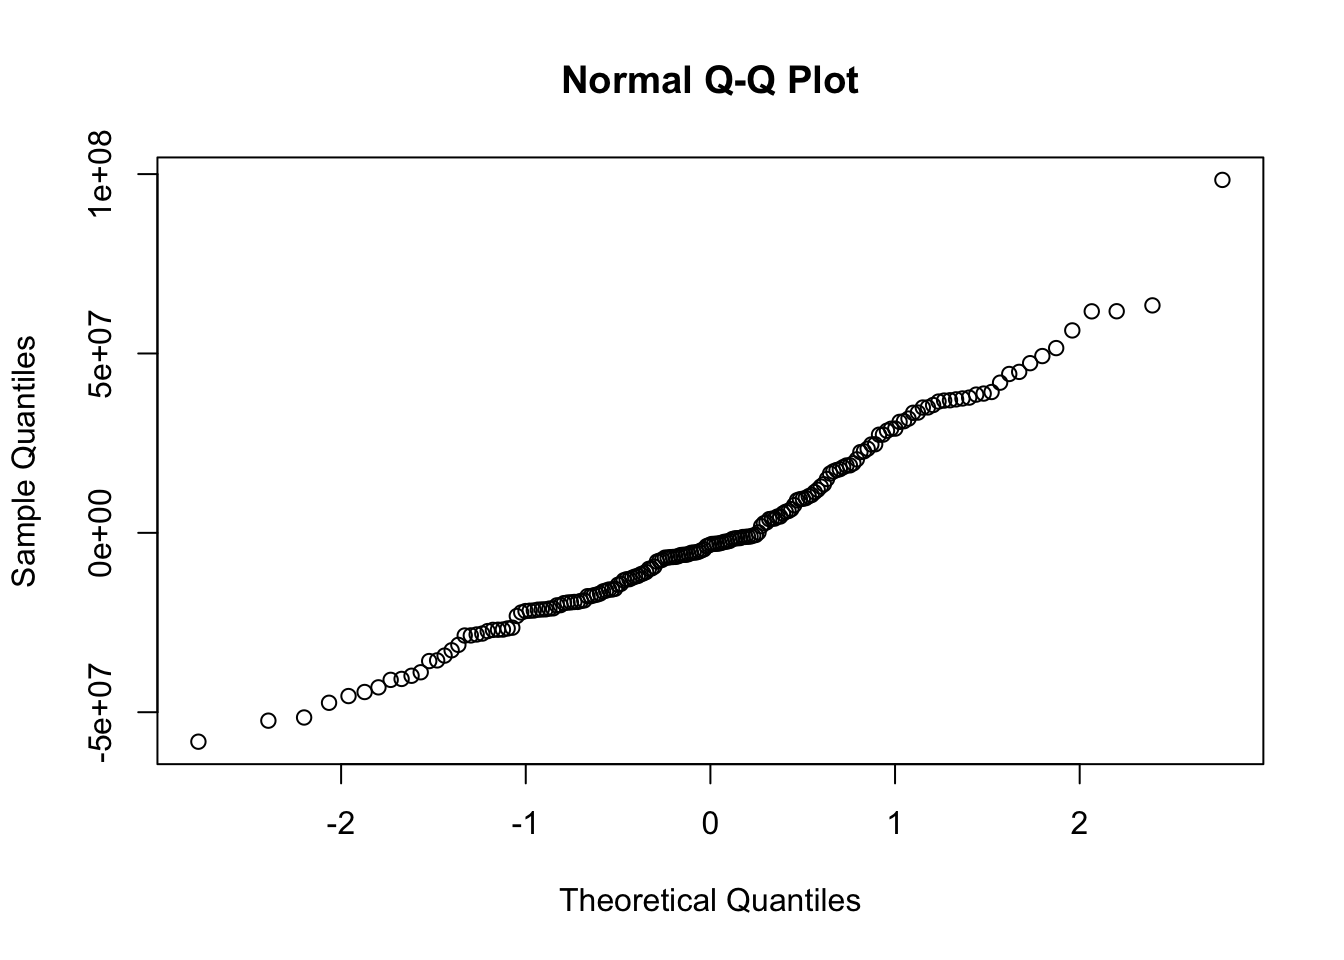 Normal Q-Q Plot
Sample Quantiles
1e+08
5e+07
0e+00
-5e+07
-2 -1 0 1 2
Theoretical Quantiles